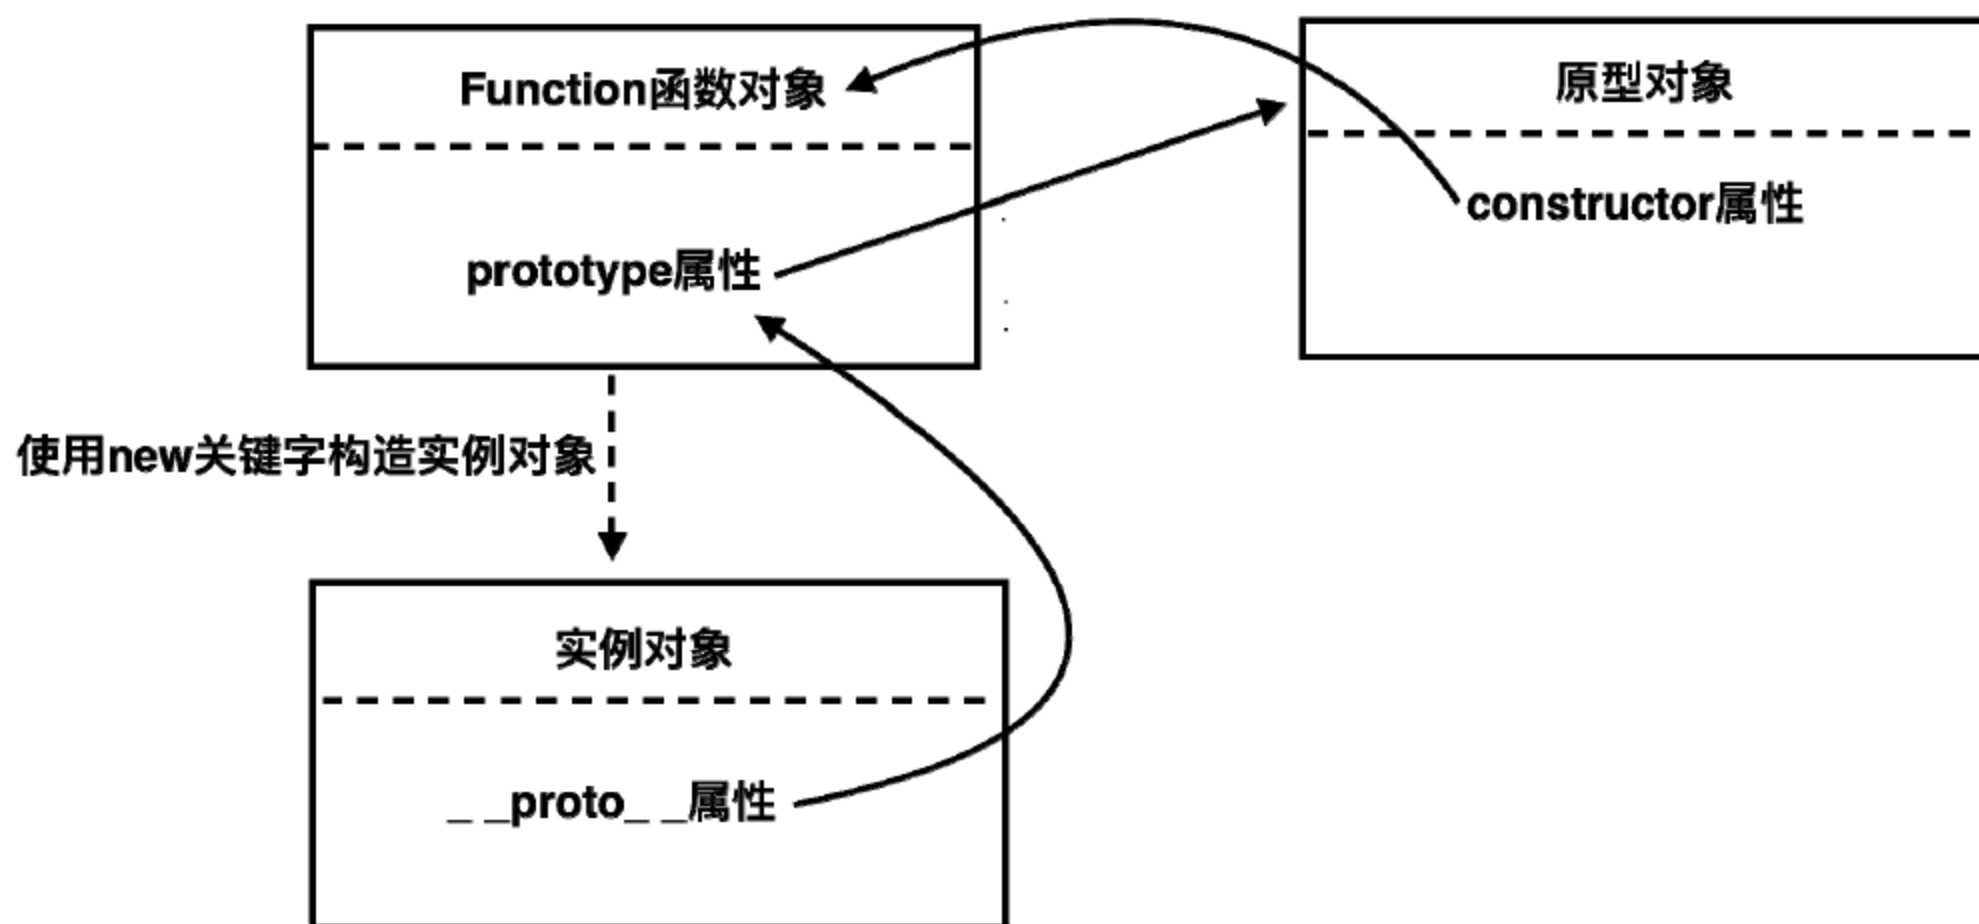 Function函数对象
原型对象
constructor属性
prototype属性
使用new关键字构造实例对象
实例对象
_ _proto_ _属性